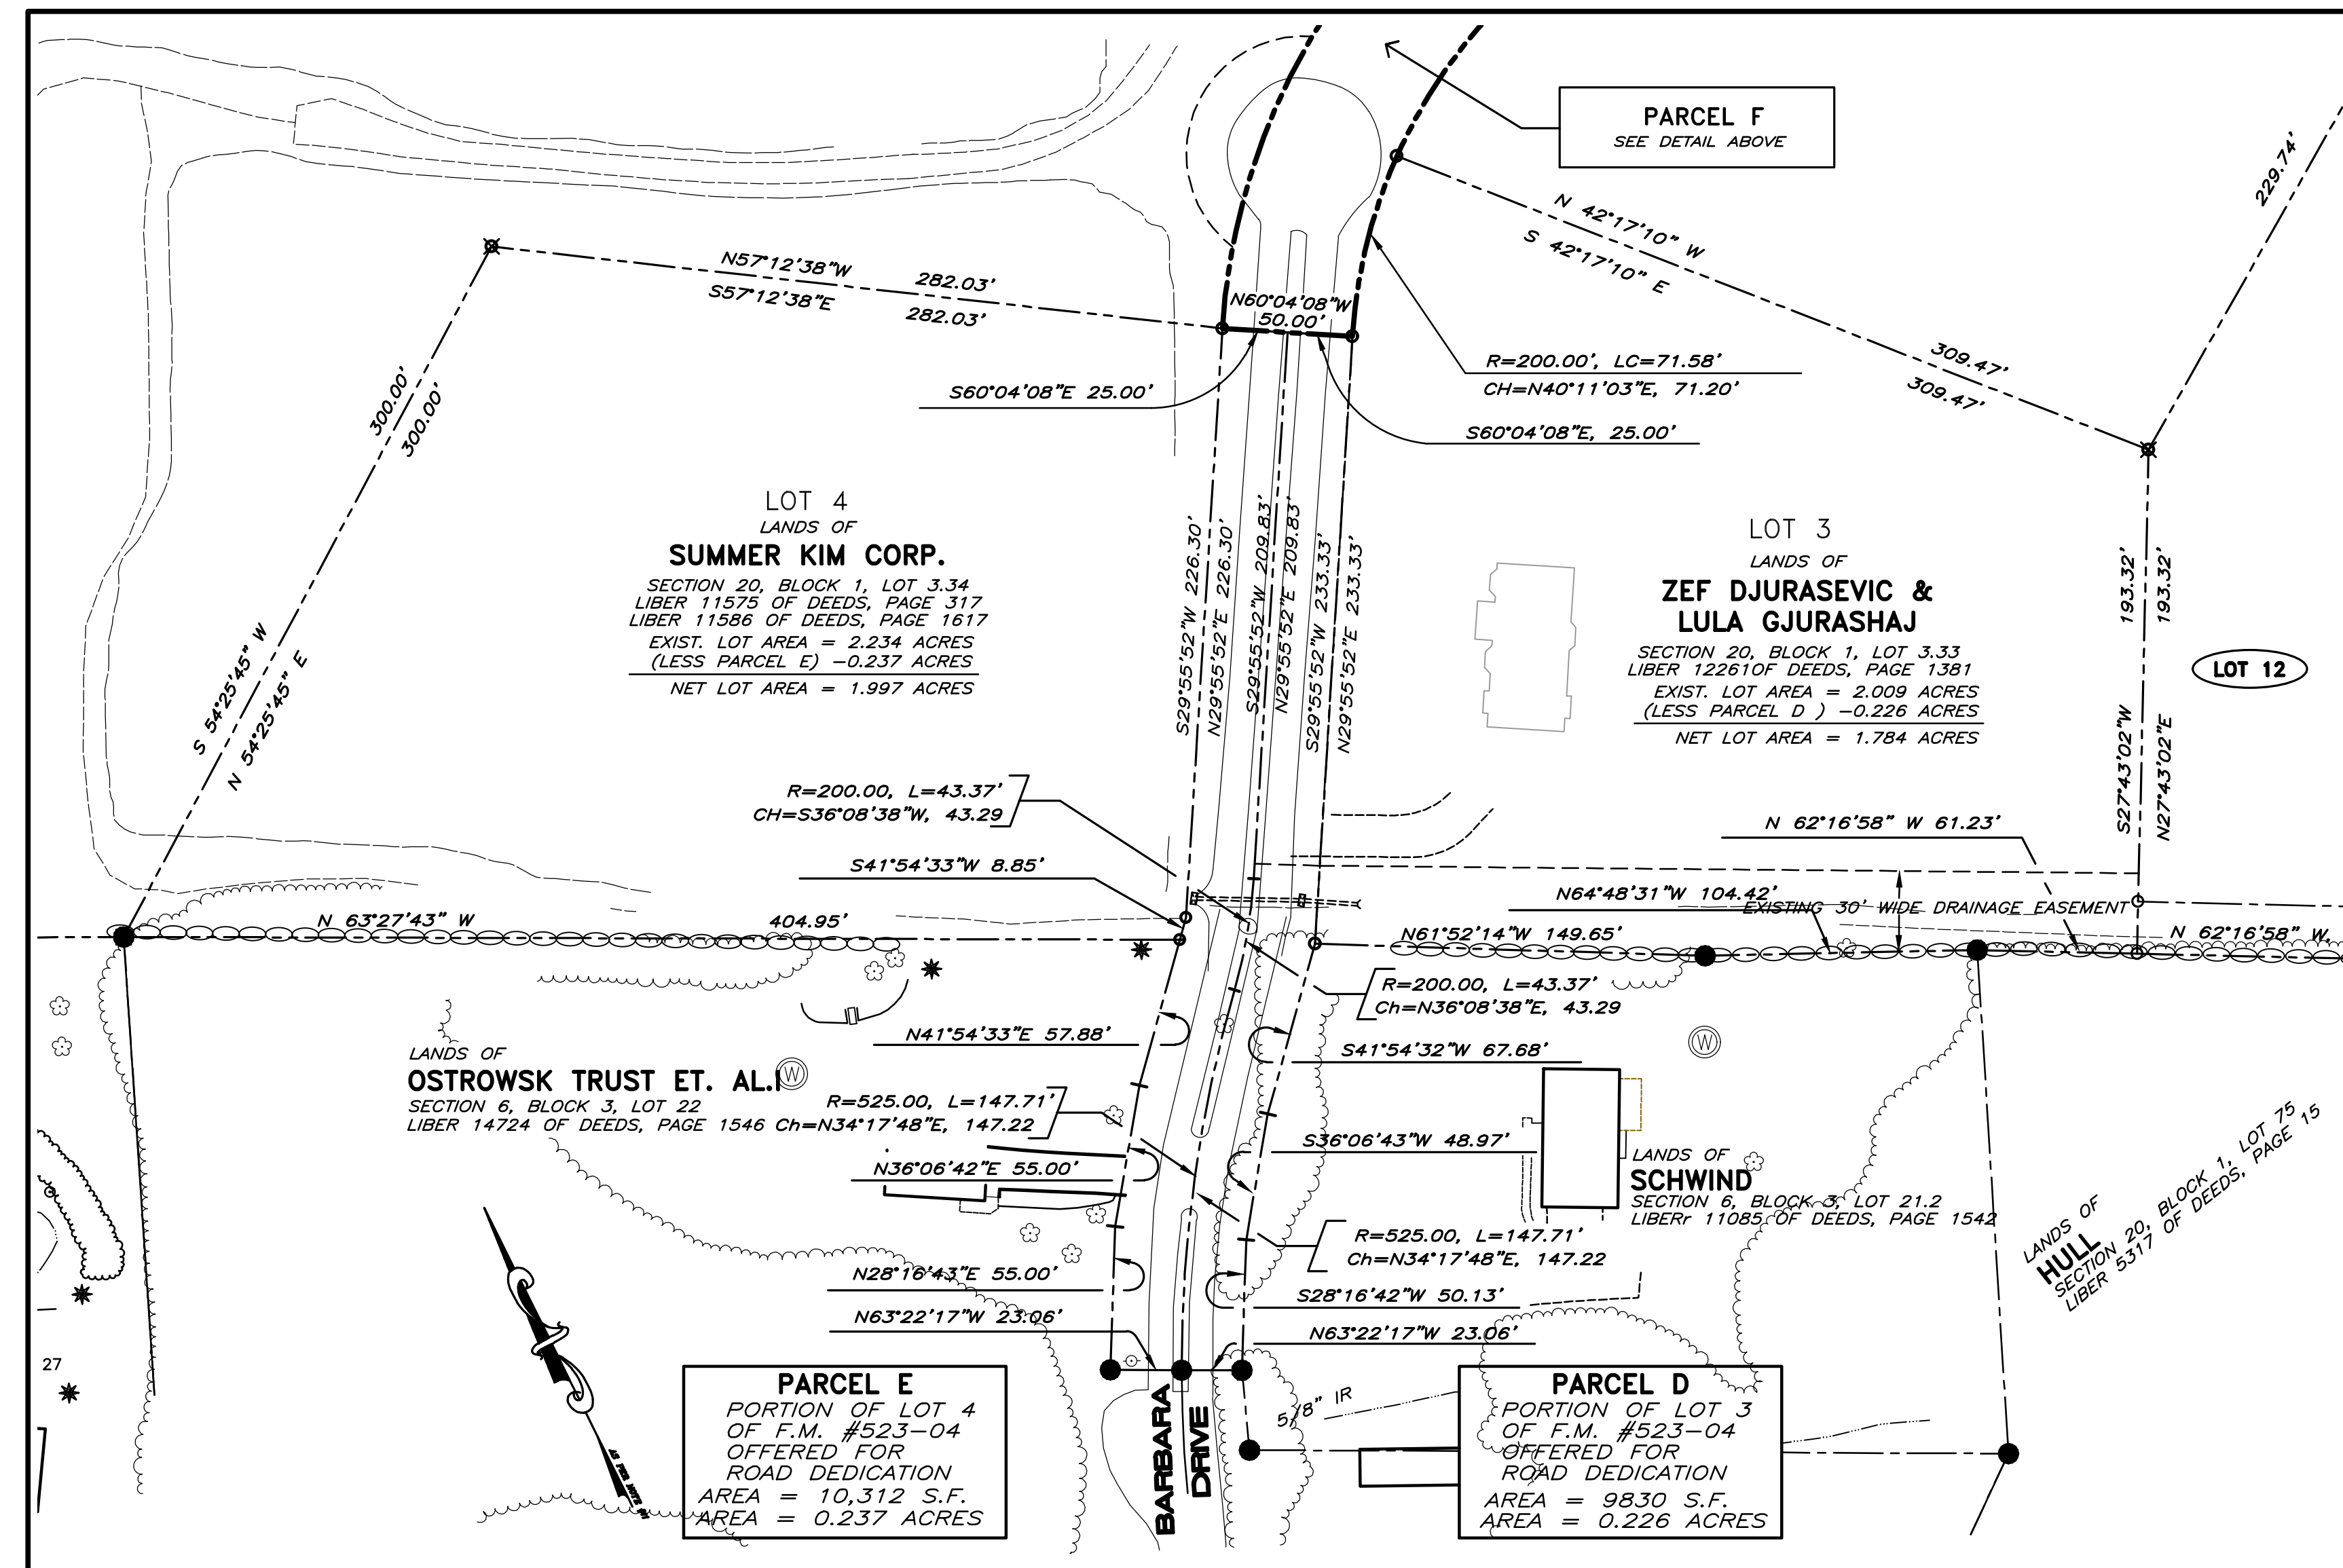 PARCEL F
SEE DETAIL ABOVE
229.74'
N 42°17'10" W
S 42°17'10" E
309.47'
309.47'
N57°12'38"W 282.03'
S57°12'38"E 282.03'
N60°04'08"W
50.00'
R=200.00', LC=71.58'
CH=N40°11'03"E, 71.20'
S60°04'08"E 25.00'
S60°04'08"E, 25.00'
300.00'
300.00'
S 54°25'45" W
N 54°25'45" E
LOT 4
LANDS OF
SUMMER KIM CORP.
SECTION 20, BLOCK 1, LOT 3.34
LIBER 11575 OF DEEDS, PAGE 317
LIBER 11586 OF DEEDS, PAGE 1617
EXIST. LOT AREA = 2.234 ACRES
(LESS PARCEL E) -0.237 ACRES
NET LOT AREA = 1.997 ACRES
S29°55'52"W 226.30'
N29°55'52"E 226.30'
S29°55'52"W 209.83'
N29°55'52"E 209.83'
S29°55'52"W 233.33'
N29°55'52"E 233.33'
LOT 3
LANDS OF
ZEF DJURASEVIC &
LULA GJURASHAJ
SECTION 20, BLOCK 1, LOT 3.33
LIBER 12261OF DEEDS, PAGE 1381
EXIST. LOT AREA = 2.009 ACRES
(LESS PARCEL D ) -0.226 ACRES
NET LOT AREA = 1.784 ACRES
S27°43'02"W 193.32'
N27°43'02"E 193.32'
LOT 12
R=200.00, L=43.37'
CH=S36°08'38"W, 43.29
S41°54'33"W 8.85'
N 62°16'58" W 61.23'
N64°48'31"W 104.42'
EXISTING 30' WIDE DRAINAGE EASEMENT
N 63°27'43" W 404.95'
N61°52'14"W 149.65'
N 62°16'58" W,
R=200.00, L=43.37'
Ch=N36°08'38"E, 43.29
N41°54'33"E 57.88'
S41°54'32"W 67.68'
LANDS OF
OSTROWSK TRUST ET. AL.I
SECTION 6, BLOCK 3, LOT 22
LIBER 14724 OF DEEDS, PAGE 1546
W
W
R=525.00, L=147.71'
Ch=N34°17'48"E, 147.22
N36°06'42"E 55.00'
S36°06'43"W 48.97'
LANDS OF
SCHWIND
SECTION 6, BLOCK 3, LOT 21.2
LIBERr 11085 OF DEEDS, PAGE 1542
LANDS OF
HULL
SECTION 20, BLOCK 1, LOT 75
LIBER 5317 OF DEEDS, PAGE 15
R=525.00, L=147.71'
Ch=N34°17'48"E, 147.22
N28°16'43"E 55.00'
S28°16'42"W 50.13'
N63°22'17"W 23.06'
N63°22'17"W 23.06'
27
AS PER NOTE #1
BARBARA
DRIVE
5/8" IR
PARCEL E
PORTION OF LOT 4
OF F.M. #523-04
OFFERED FOR
ROAD DEDICATION
AREA = 10,312 S.F.
AREA = 0.237 ACRES
PARCEL D
PORTION OF LOT 3
OF F.M. #523-04
OFFERED FOR
ROAD DEDICATION
AREA = 9830 S.F.
AREA = 0.226 ACRES